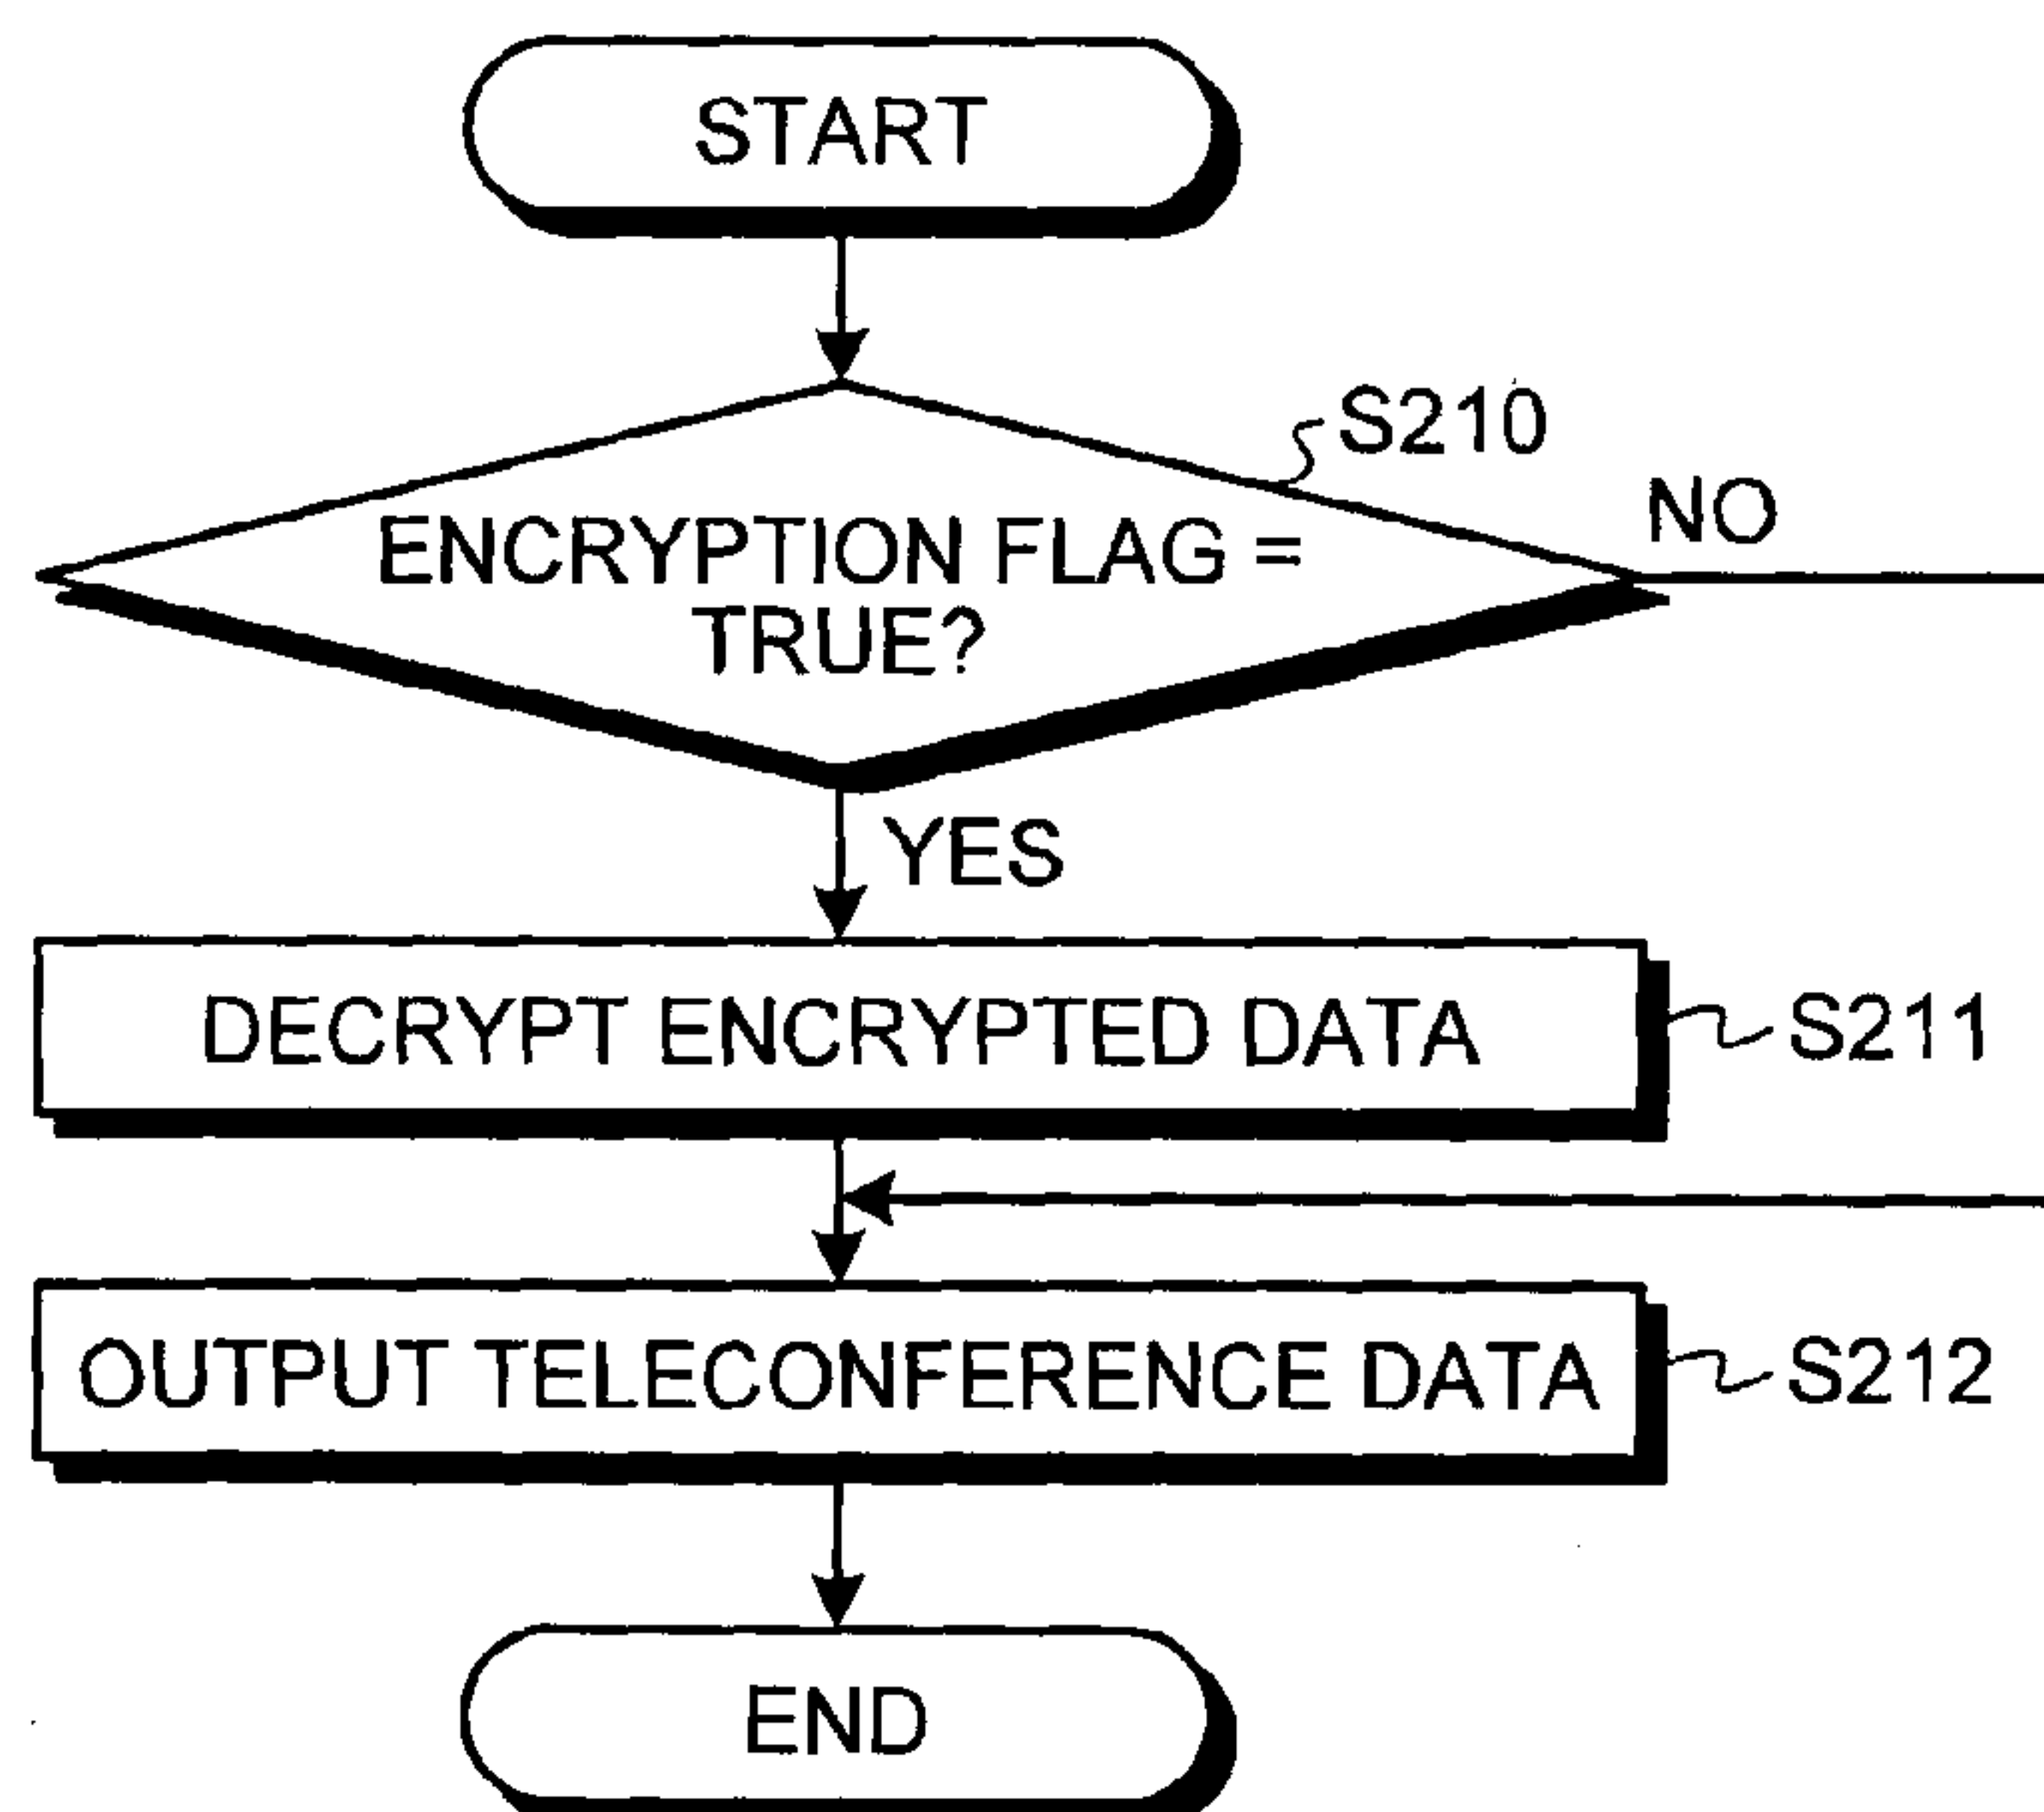 START
S210
NO
ENCRYPTION FLAG =
TRUE?
YES
DECRYPT ENCRYPTED DATA
S211
OUTPUT TELECONFERENCE DATA
S212
END